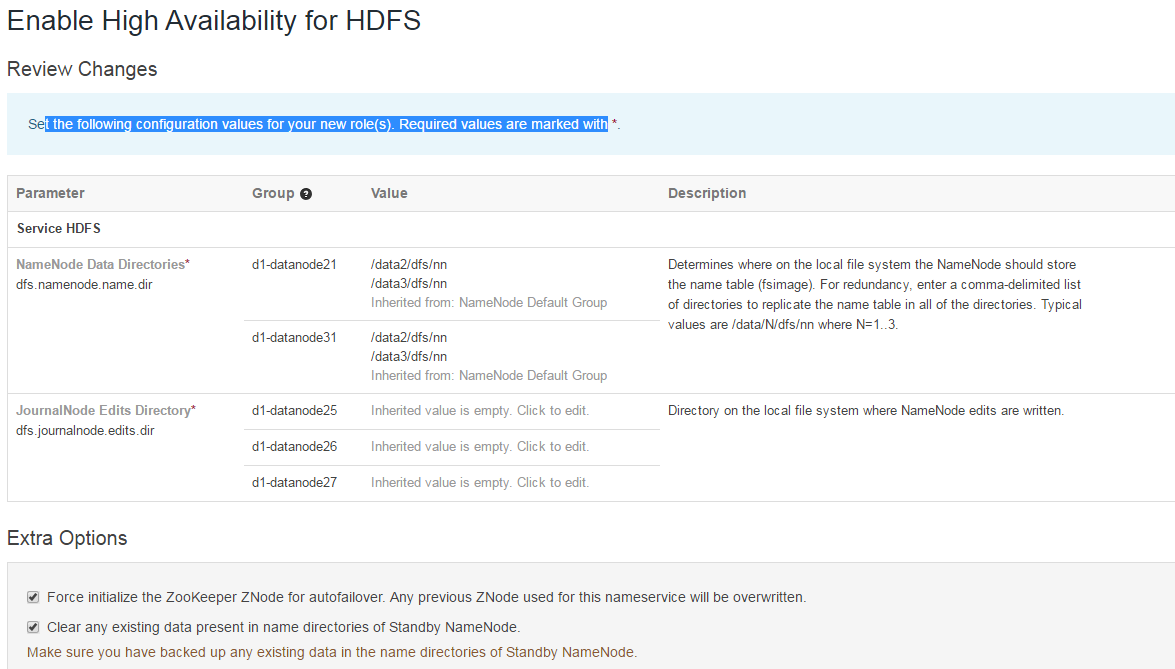 Enable High Availability for HDFS
Review Changes
Set the following configuration values for your new role(s). Required values are marked with *.
Parameter Group ? Value Description
Service HDFS
NameNode Data Directories* d1-datanode21 /data2/dfs/nn Determines where on the local file system the NameNode should store
dfs.namenode.name.dir /data3/dfs/nn the name table (fsimage). For redundancy, enter a comma-delimited list
Inherited from: NameNode Default Group of directories to replicate the name table in all of the directories. Typical
values are /data/N/dfs/nn where N=1..3.
d1-datanode31 /data2/dfs/nn
/data3/dfs/nn
Inherited from: NameNode Default Group
JournalNode Edits Directory* d1-datanode25 Inherited value is empty. Click to edit. Directory on the local file system where NameNode edits are written.
dfs.journalnode.edits.dir
d1-datanode26 Inherited value is empty. Click to edit.
d1-datanode27 Inherited value is empty. Click to edit.
Extra Options
Force initialize the ZooKeeper ZNode for autofailover. Any previous ZNode used for this nameservice will be overwritten.
Clear any existing data present in name directories of Standby NameNode.
Make sure you have backed up any existing data in the name directories of Standby NameNode.